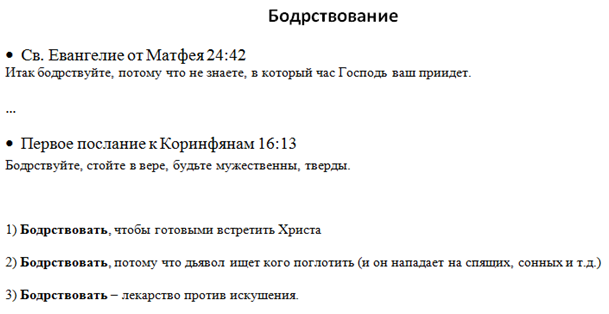 Бодрствование
• Св. Евангелие от Матфея 24:42
Итак бодрствуйте, потому что не знаете, в который час Господь ваш приидет.
...
• Первое послание к Коринфянам 16:13
Бодрствуйте, стойте в вере, будьте мужественны, тверды.
1) Бодрствовать, чтобы готовыми встретить Христа
2) Бодрствовать, потому что дьявол ищет кого поглотить (и он нападает на спящих, сонных и т.д.)
3) Бодрствовать – лекарство против искушения.